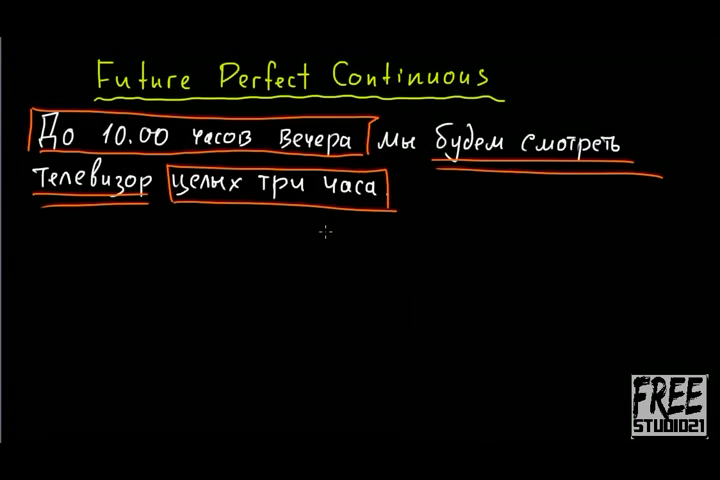 Future Perfect Continuous
До 10.00 часов вечера мы будем смотреть
телевизор целых три часа
FREE
STUDIO21